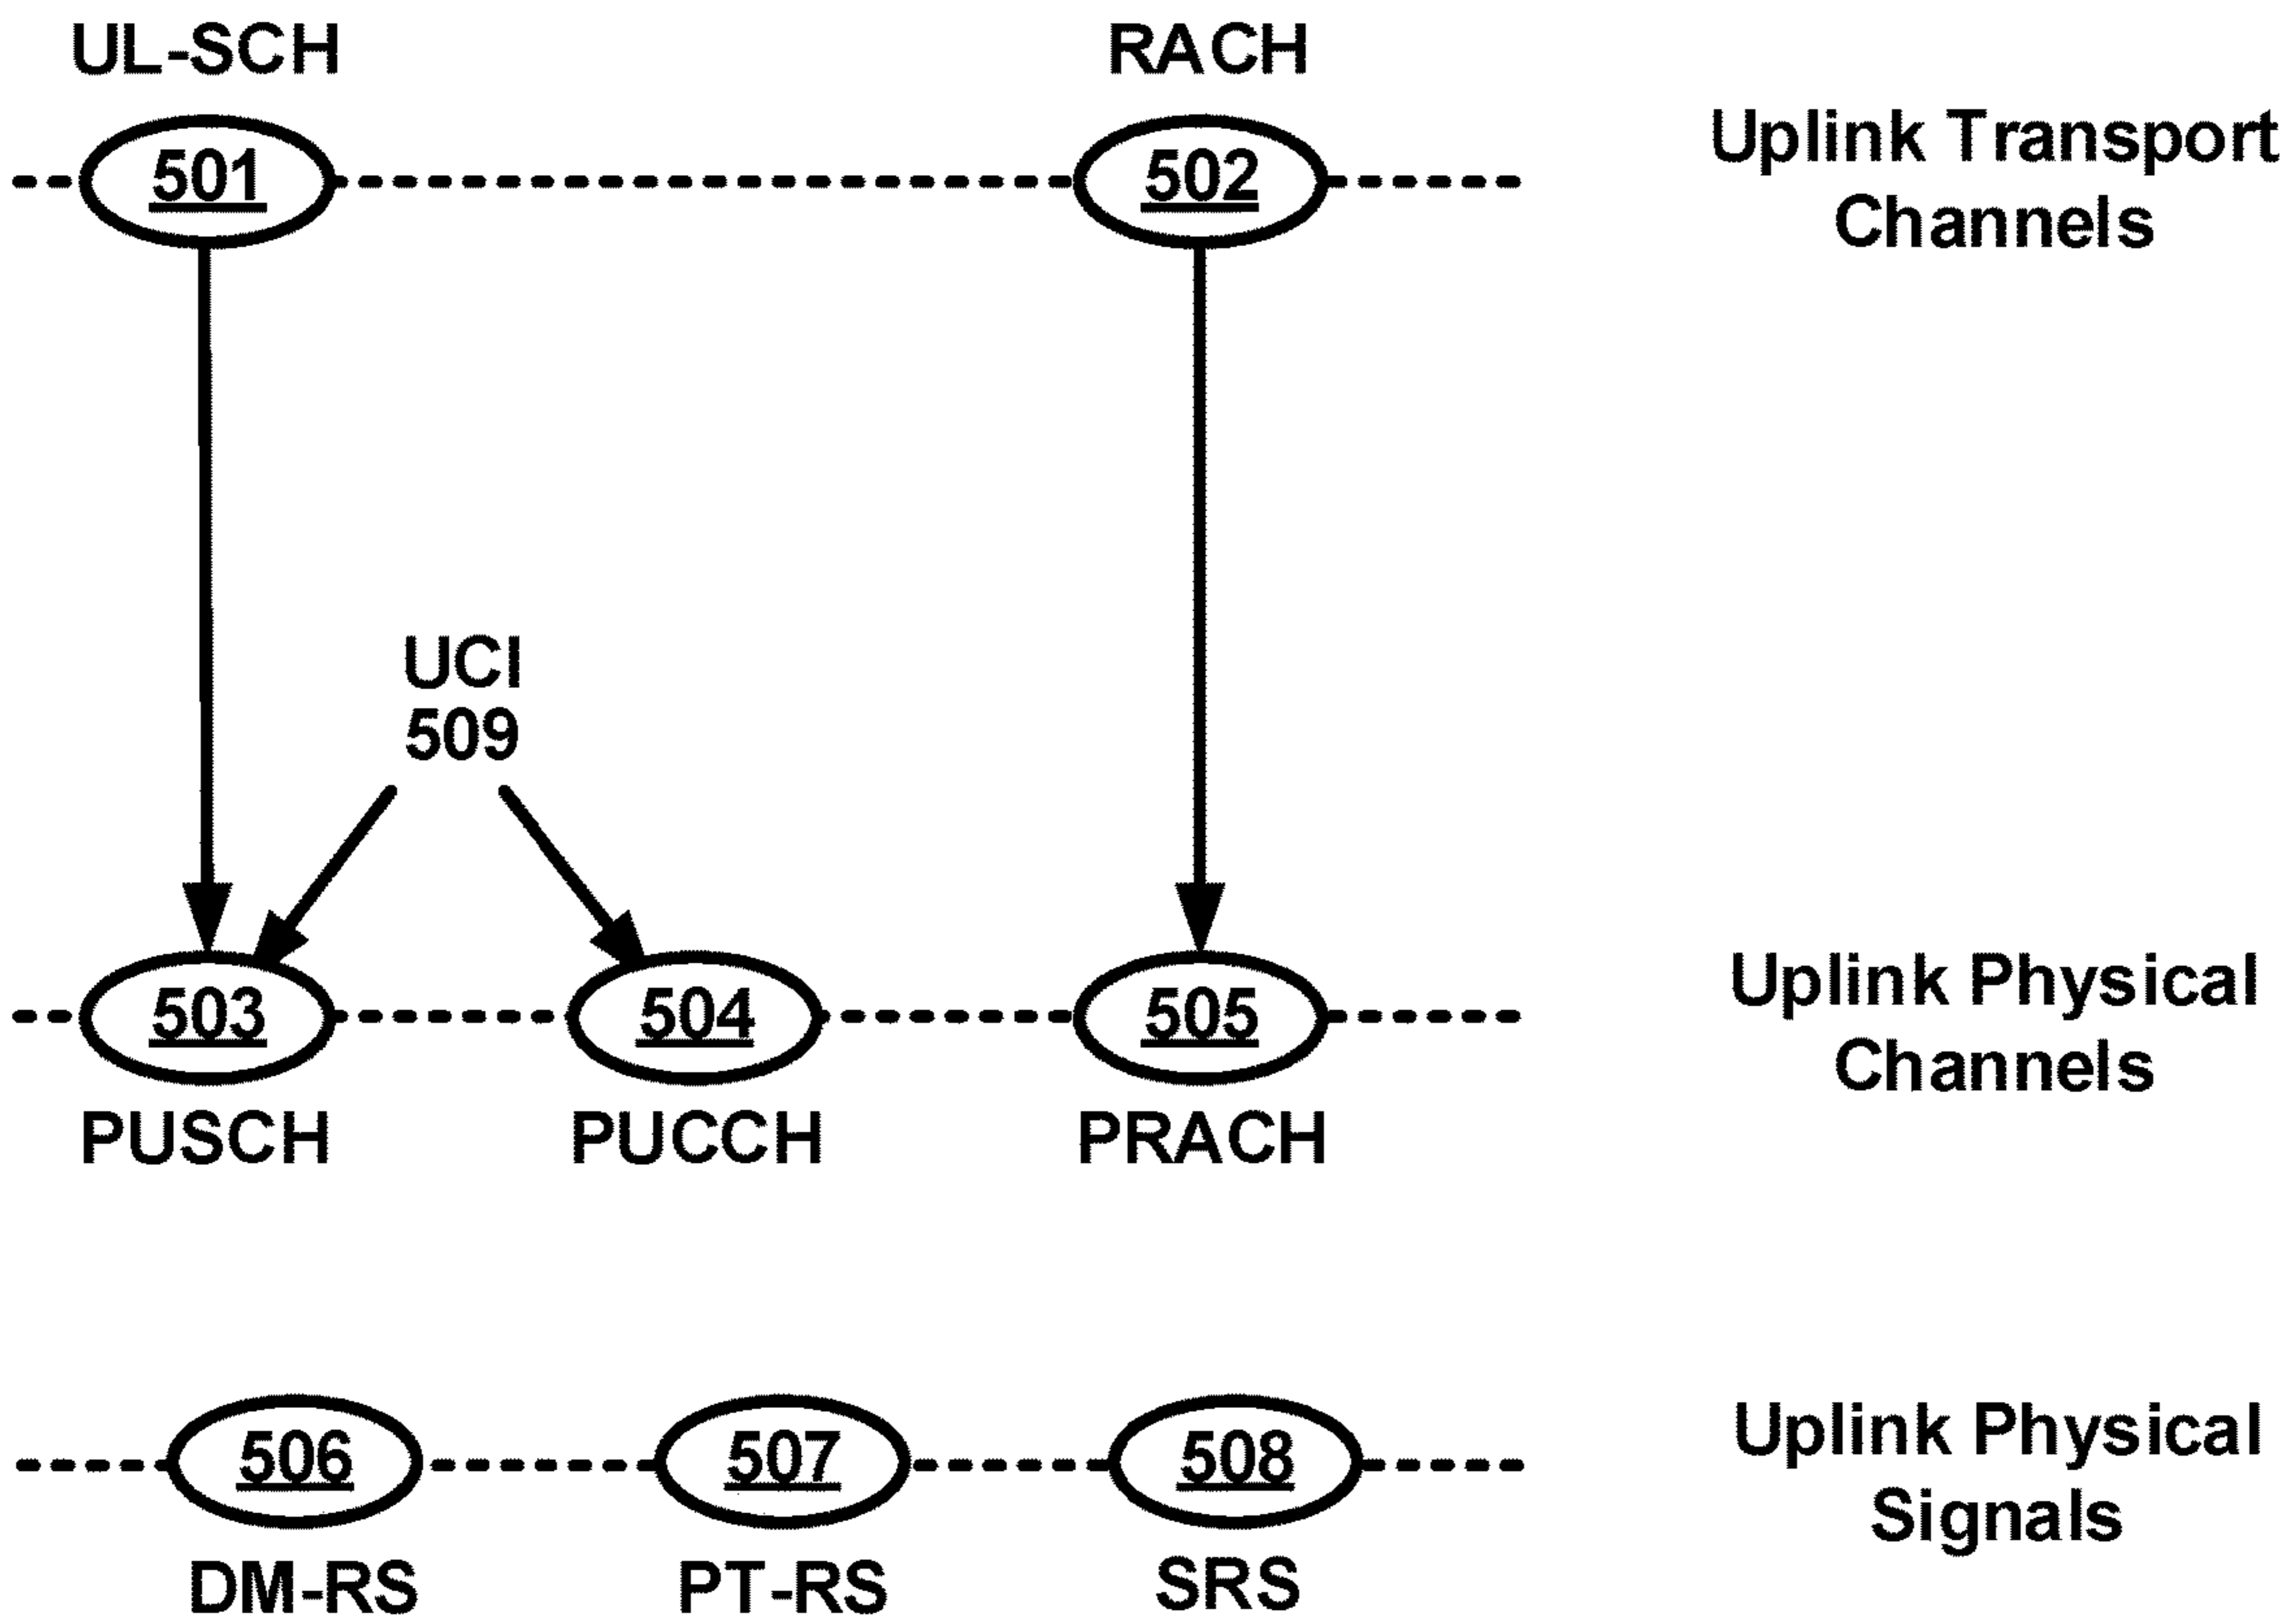 UL-SCH
RACH
501
502
Uplink Transport
Channels
UCI
509
503
504
505
Uplink Physical
Channels
PUSCH
PUCCH
PRACH
506
507
508
Uplink Physical
Signals
DM-RS
PT-RS
SRS